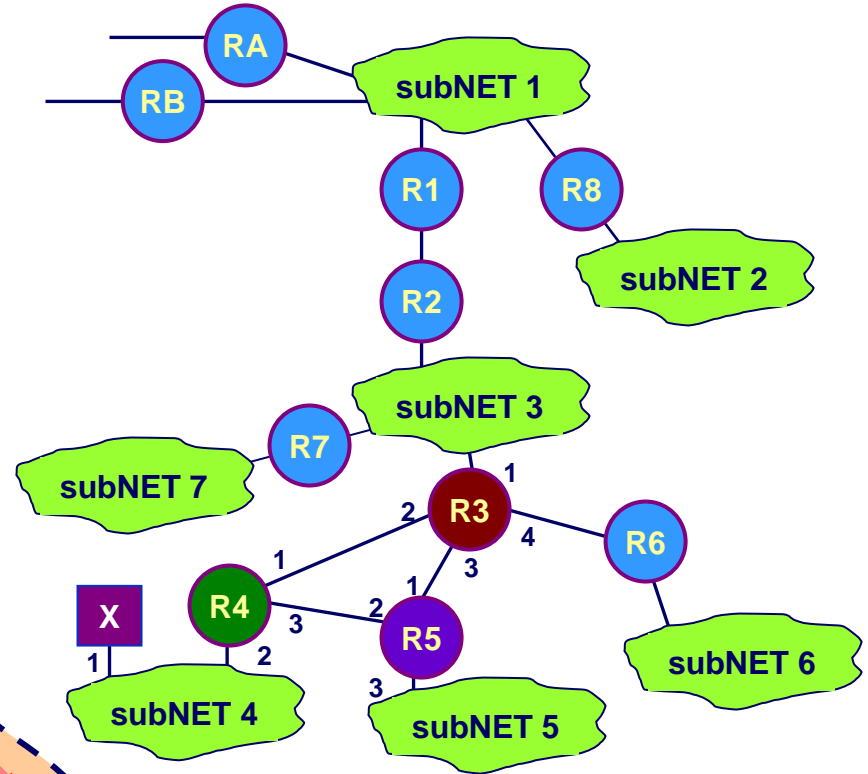 RA
subNET 1
RB
R1
R8
subNET 2
R2
subNET 3
R7
1
subNET 7
2
R3
4
R6
3
1
1
X
R4
3
2
R5
1
2
3
subNET 6
subNET 4
subNET 5